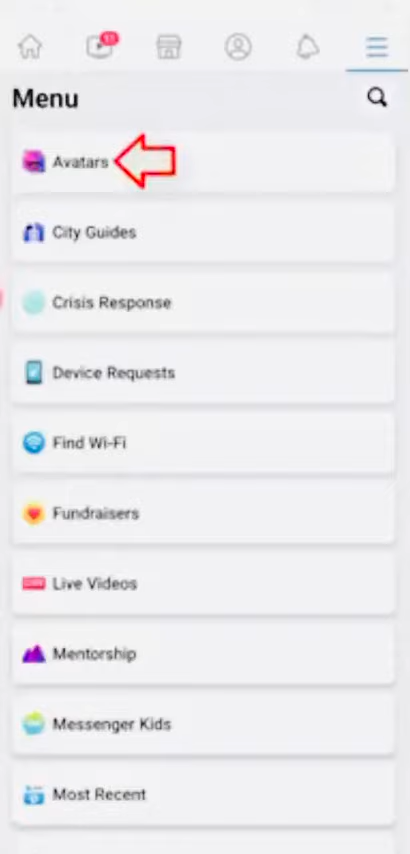 Menu
Avatars
City Guides
Crisis Response
Device Requests
Find Wi-Fi
Fundraisers
Live Videos
Mentorship
Messenger Kids
Most Recent